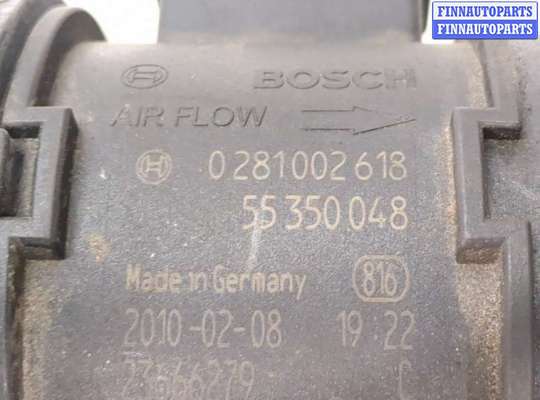 FINNAUTOPARTS
FINNAUTOPARTS
BOSCH
AIR FLOW
0 281 002 618
55 350 048
Made in Germany 816
2010-02-08 19:22
23666279 C